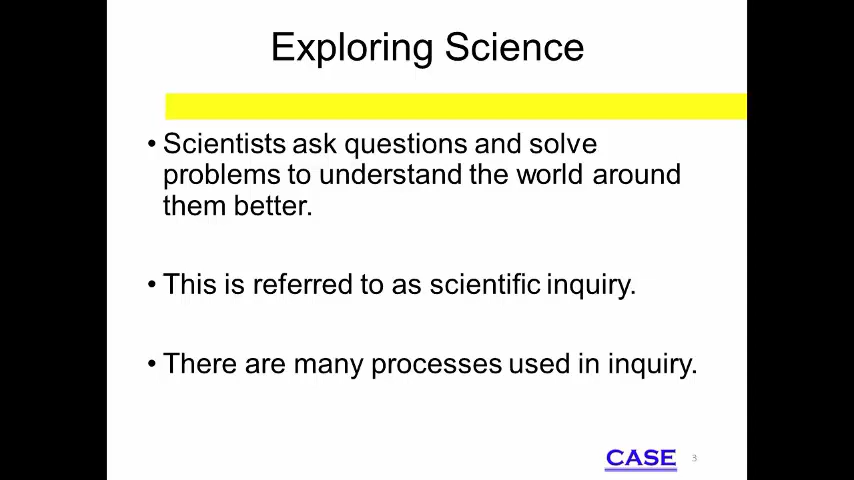 Exploring Science
• Scientists ask questions and solve
problems to understand the world around
them better.
• This is referred to as scientific inquiry.
• There are many processes used in inquiry.
CASE 3